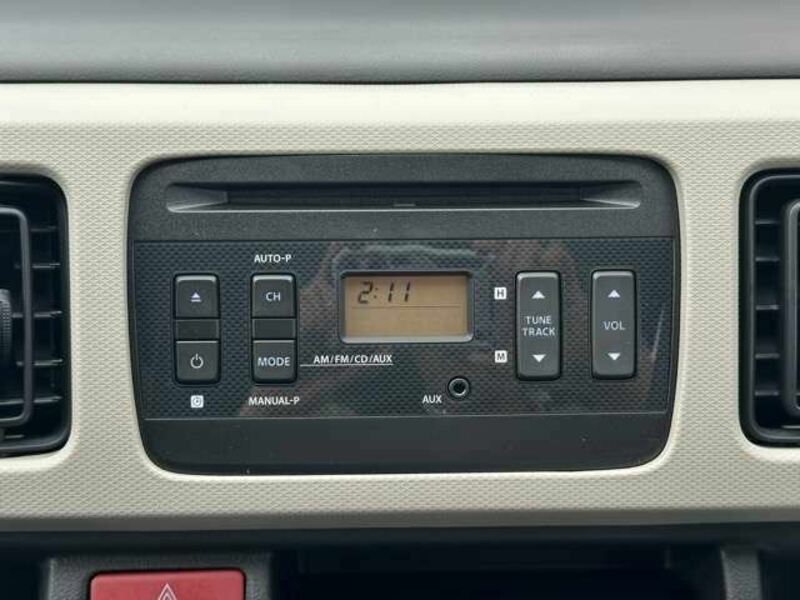 AUTO-P
CH
2:11
H
TUNE
TRACK
VOL
MODE
AM/FM/CD/AUX
M
MANUAL-P
AUX